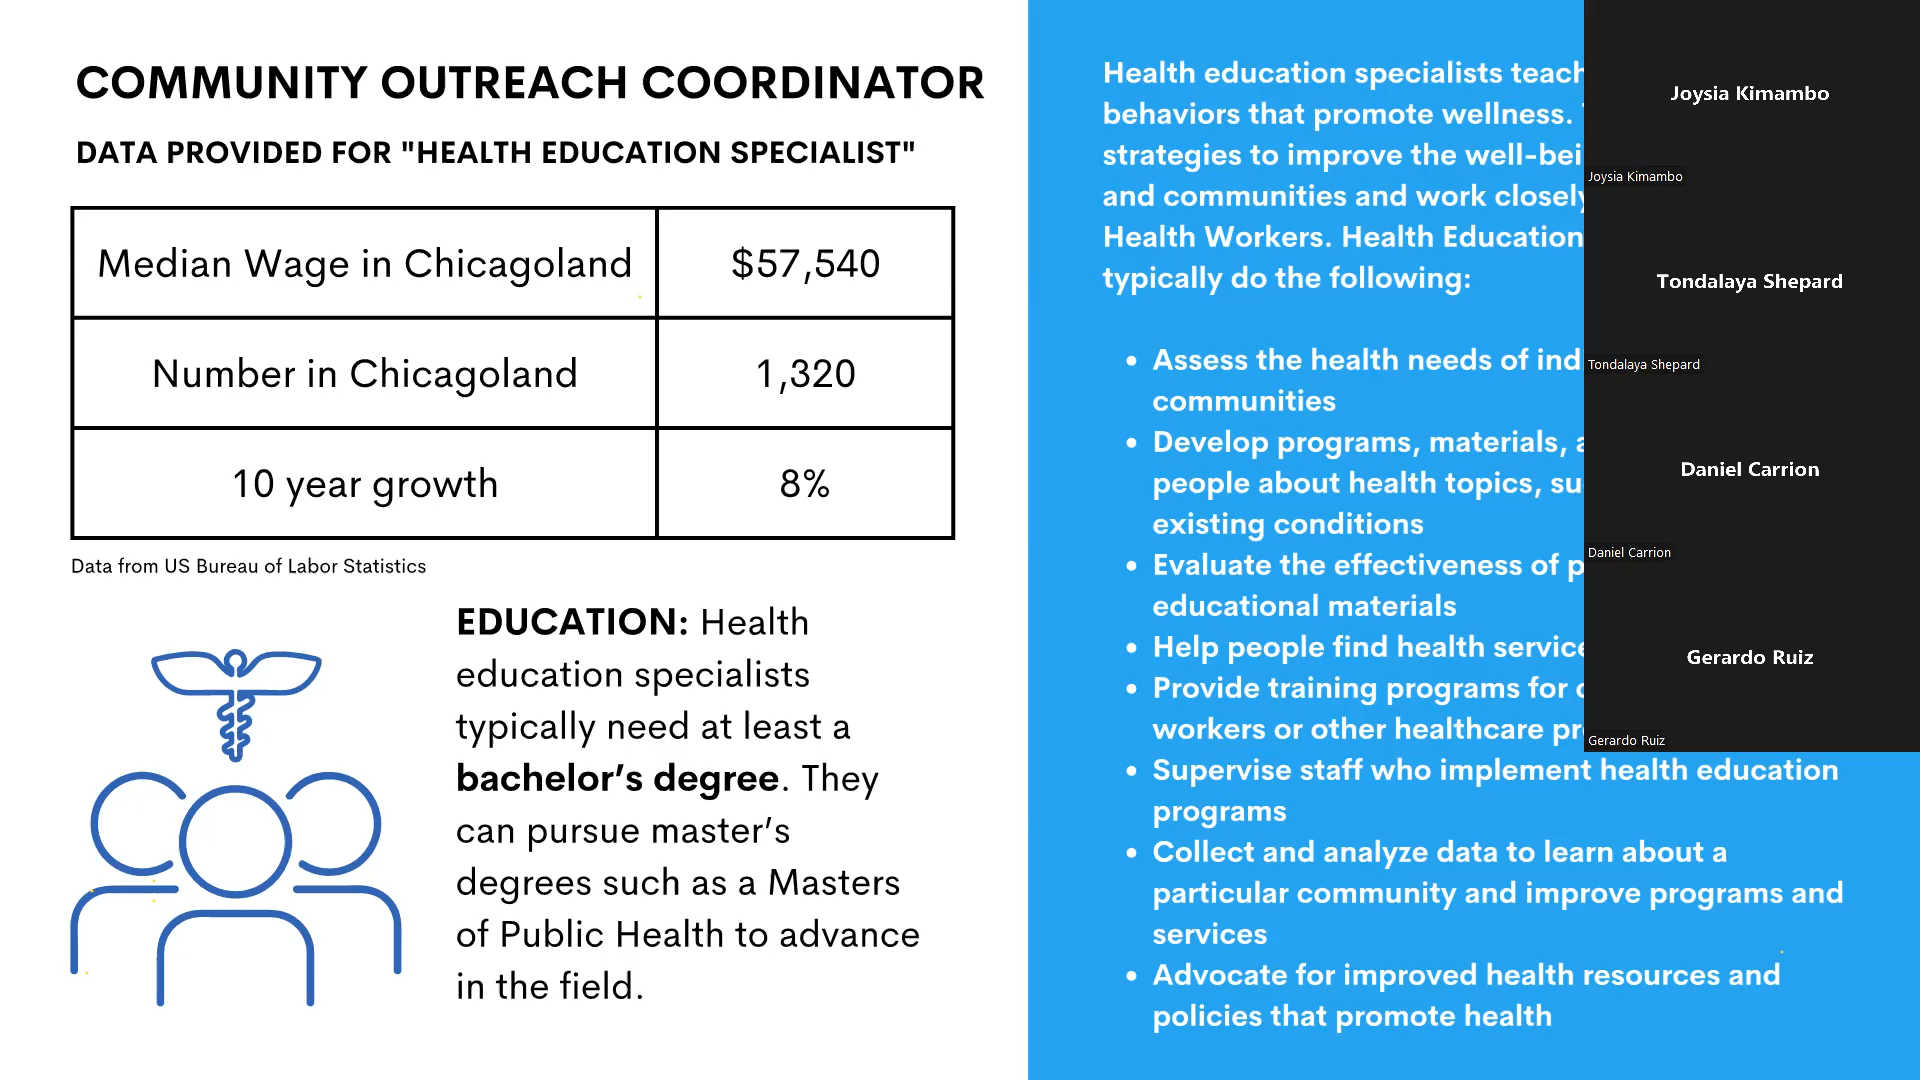 COMMUNITY OUTREACH COORDINATOR
DATA PROVIDED FOR "HEALTH EDUCATION SPECIALIST"
Median Wage in Chicagoland $57,540
Number in Chicagoland 1,320
10 year growth 8%
Data from US Bureau of Labor Statistics
EDUCATION: Health
education specialists
typically need at least a
bachelor’s degree. They
can pursue master’s
degrees such as a Masters
of Public Health to advance
in the field.
Health education specialists teach
behaviors that promote wellness.
strategies to improve the
and communities and work closely
Health Workers. Health Education
typically do the following:
• Assess the health needs of
communities
• Develop programs, materials,
people about health topics,
existing conditions
• Evaluate the effectiveness of
educational materials
• Help people find health
• Provide training programs for
workers or other healthcare
• Supervise staff who implement health education
programs
• Collect and analyze data to learn about a
particular community and improve programs and
services
• Advocate for improved health resources and
policies that promote health
Joysia Kimambo
Joysia Kimambo
Tondalaya Shepard
Tondalaya Shepard
Daniel Carrion
Daniel Carrion
Gerardo Ruiz
Gerardo Ruiz